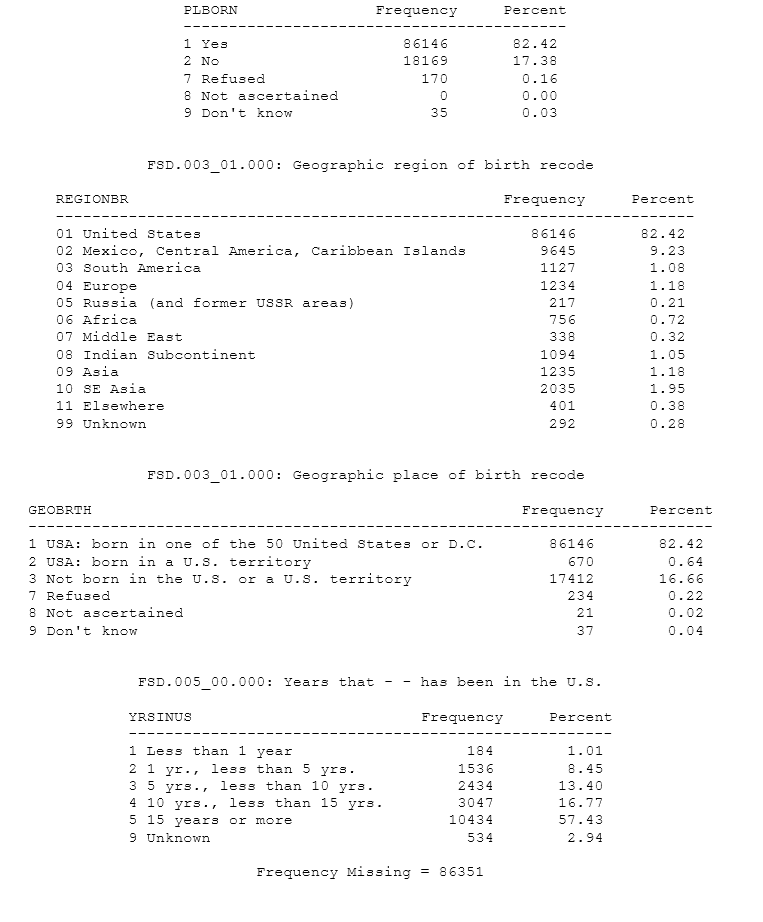 PLBORN Frequency Percent
-------------------------------------------
1 Yes 86146 82.42
2 No 18169 17.38
7 Refused 170 0.16
8 Not ascertained 0 0.00
9 Don't know 35 0.03
FSD.003_01.000: Geographic region of birth recode
REGIONBR Frequency Percent
-----------------------------------------------------------------------
01 United States 86146 82.42
02 Mexico, Central America, Caribbean Islands 9645 9.23
03 South America 1127 1.08
04 Europe 1234 1.18
05 Russia (and former USSR areas) 217 0.21
06 Africa 756 0.72
07 Middle East 338 0.32
08 Indian Subcontinent 1094 1.05
09 Asia 1235 1.18
10 SE Asia 2035 1.95
11 Elsewhere 401 0.38
99 Unknown 292 0.28
FSD.003_01.000: Geographic place of birth recode
GEOBRTH Frequency Percent
----------------------------------------------------------------------------
1 USA: born in one of the 50 United States or D.C. 86146 82.42
2 USA: born in a U.S. territory 670 0.64
3 Not born in the U.S. or a U.S. territory 17412 16.66
7 Refused 234 0.22
8 Not ascertained 21 0.02
9 Don't know 37 0.04
FSD.005_00.000: Years that - - has been in the U.S.
YRSINUS Frequency Percent
------------------------------------------------------
1 Less than 1 year 184 1.01
2 1 yr., less than 5 yrs. 1536 8.45
3 5 yrs., less than 10 yrs. 2434 13.40
4 10 yrs., less than 15 yrs. 3047 16.77
5 15 years or more 10434 57.43
9 Unknown 534 2.94
Frequency Missing = 86351